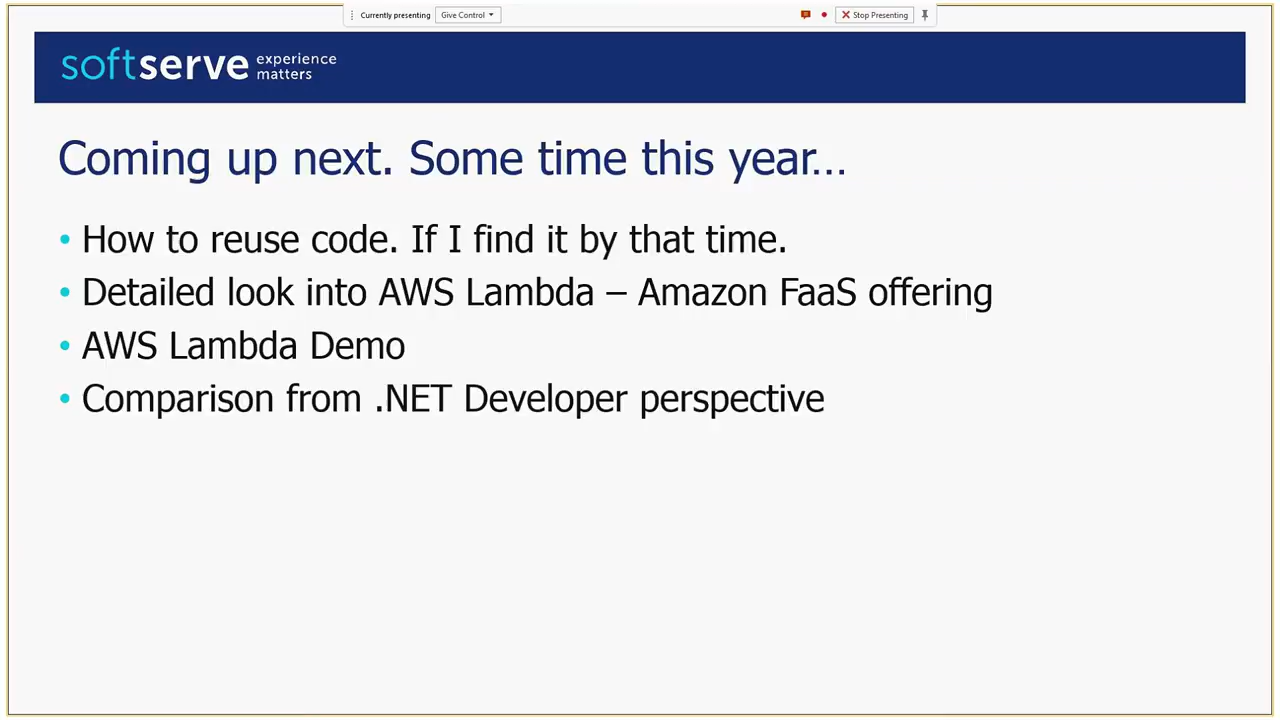 Currently presenting Give Control Stop Presenting
softserve experience matters
Coming up next. Some time this year...
• How to reuse code. If I find it by that time.
• Detailed look into AWS Lambda – Amazon FaaS offering
• AWS Lambda Demo
• Comparison from .NET Developer perspective